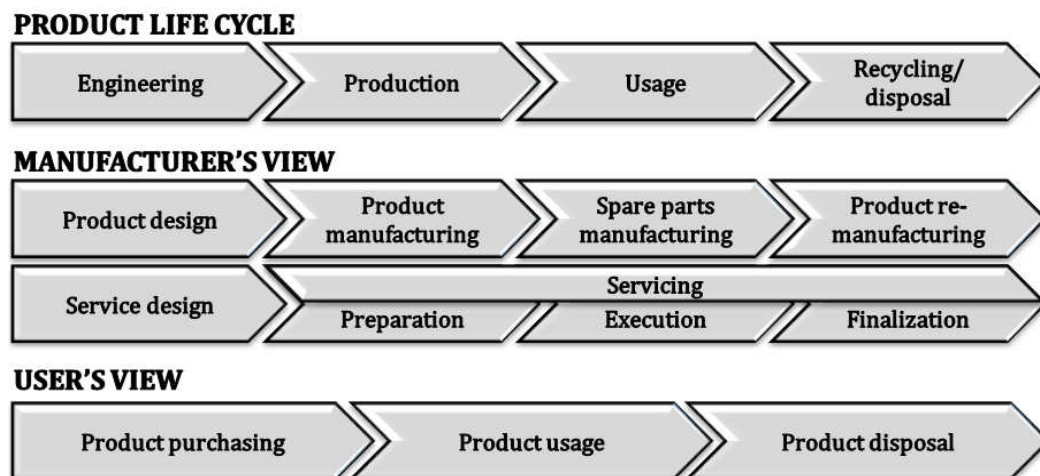 PRODUCT LIFE CYCLE
Engineering
Production
Usage
Recycling/
disposal
MANUFACTURER'S VIEW
Product design
Product
manufacturing
Spare parts
manufacturing
Product re-
manufacturing
Service design
Servicing
Preparation
Execution
Finalization
USER'S VIEW
Product purchasing
Product usage
Product disposal